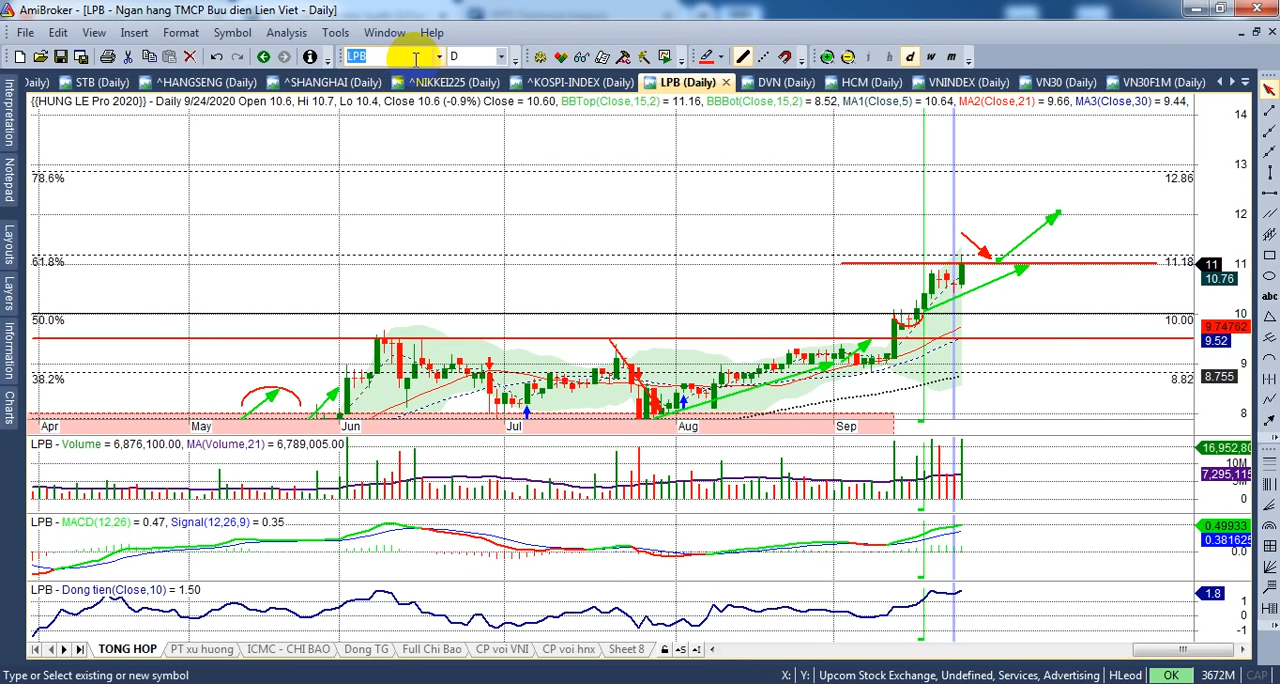 AmiBroker - [LPB - Ngan hang TMCP Buu dien Lien Viet - Daily]
File Edit View Insert Format Symbol Analysis Tools Window Help
LPB D i h d w m
Daily) STB (Daily) ^HANGSENG (Daily) ^SHANGHAI (Daily) ^NIKKEI225 (Daily) ^KOSPI-INDEX (Daily) LPB (Daily) DVN (Daily) HCM (Daily) VNINDEX (Daily) VN30 (Daily) VN30F1M (Daily)
{{HUNG LE Pro 2020}} - Daily 9/24/2020 Open 10.6, Hi 10.7, Lo 10.4, Close 10.6 (-0.9%) Close = 10.60, BBTop(Close,15,2) = 11.16, BBBot(Close,15,2) = 8.52, MA1(Close,5) = 10.64, MA2(Close,21) = 9.66, MA3(Close,30) = 9.44,
Interpretation
Notepad
Layouts
Layers
Information
Charts
abc
14
13
78.6% 12.86
12
61.8% 11.18 11
11
10.76
50.0% 10.00 10
9.74762
9.52
9
38.2% 8.82 8.755
8
Apr May Jun Jul Aug Sep
LPB - Volume = 6,876,100.00, MA(Volume,21) = 6,789,005.00
16,952,80
10M
7,295,115
0
LPB - MACD(12,26) = 0.47, Signal(12,26,9) = 0.35
0.49933
0.381625
0.0
LPB - Dong tien(Close,10) = 1.50
1.8
1
0
-1
TONG HOP PT xu huong ICMC - CHI BAO Dong TG Full Chi Bao CP voi VNI CP voi hnx Sheet 8
Type or Select existing or new symbol X: Y: Upcom Stock Exchange, Undefined, Services, Advertising HLeod OK 3672M CAP